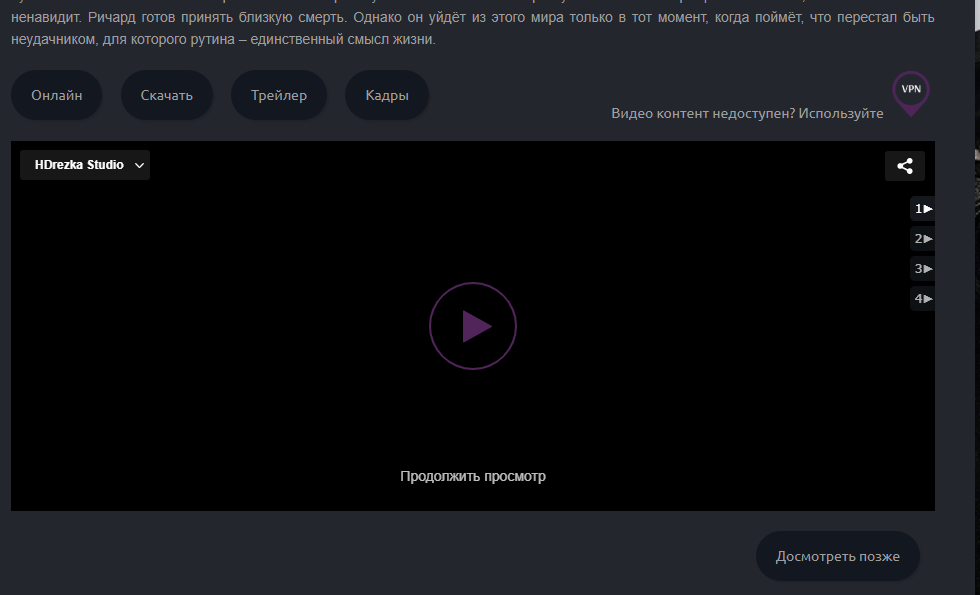 ненавидит. Ричард готов принять близкую смерть. Однако он уйдёт из этого мира только в тот момент, когда поймёт, что перестал быть
неудачником, для которого рутина – единственный смысл жизни.
Онлайн
Скачать
Трейлер
Кадры
VPN
Видео контент недоступен? Используйте
HDrezka Studio
1▶
2▶
3▶
4▶
Продолжить просмотр
Досмотреть позже